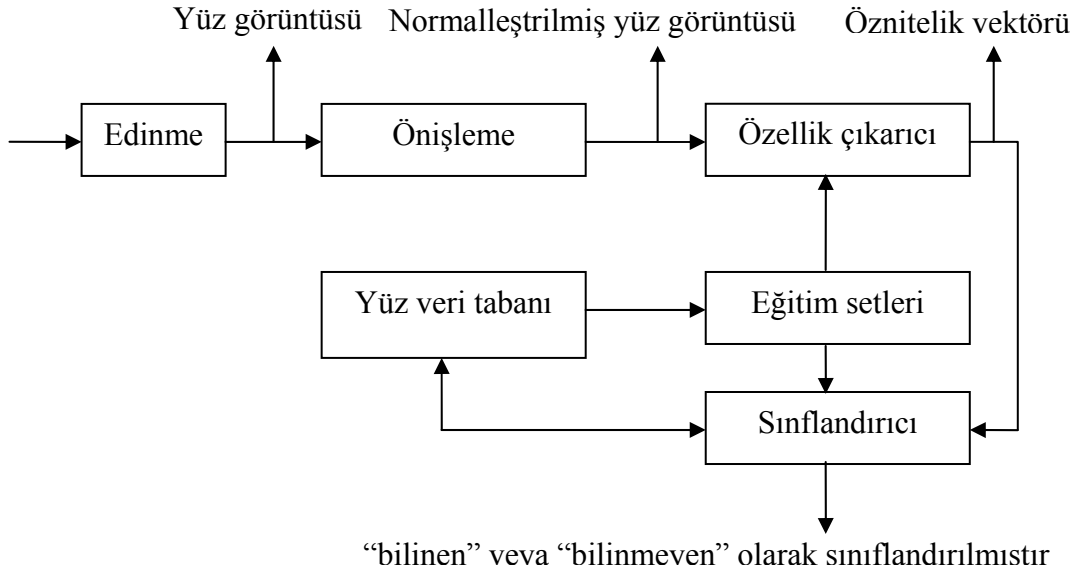 Yüz görüntüsü
Normalleştrilmiş yüz görüntüsü
Öznitelik vektörü
Edinme
Önişleme
Özellik çıkarıcı
Yüz veri tabanı
Eğitim setleri
Sınflandırıcı
“bilinen” veya “bilinmeyen” olarak sınıflandırılmıştır